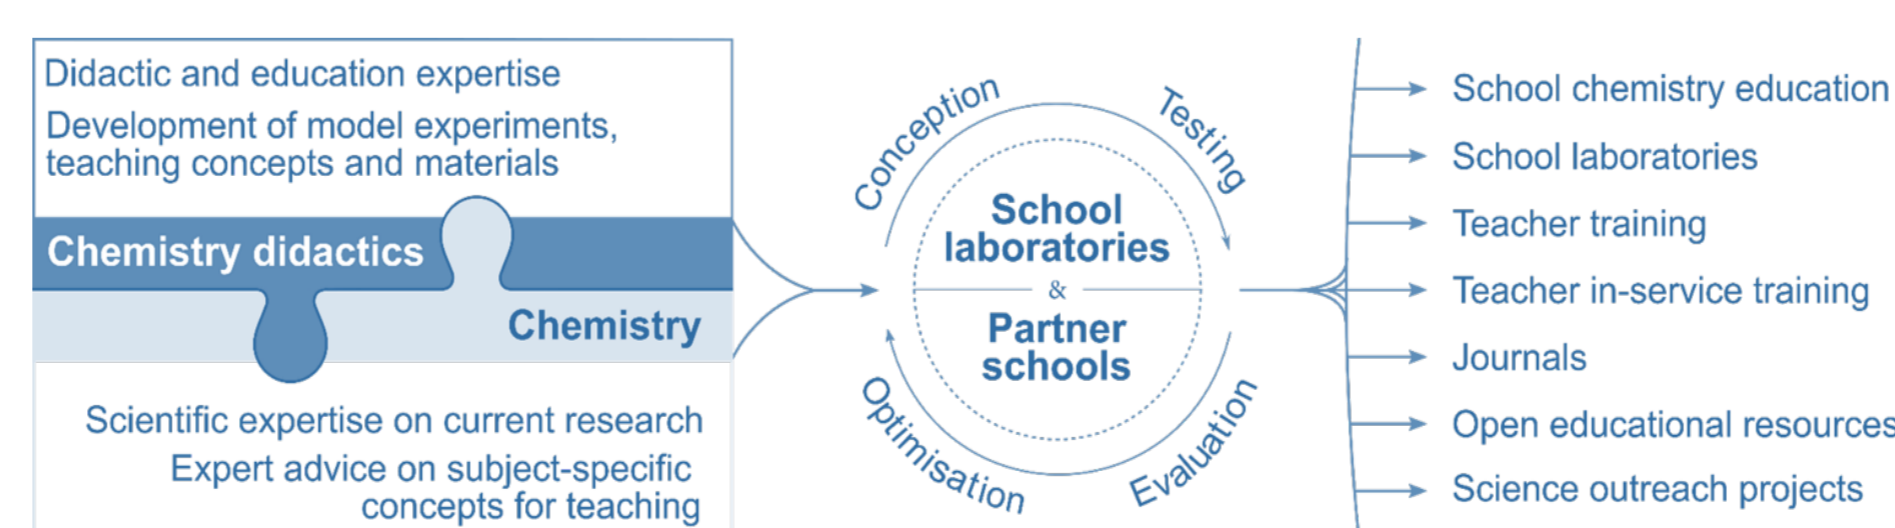 Didactic and education expertise
Development of model experiments,
teaching concepts and materials
Chemistry didactics
Chemistry
Scientific expertise on current research
Expert advice on subject-specific
concepts for teaching
Conception
Testing
School
laboratories
&
Partner
schools
Optimisation
Evaluation
School chemistry education
School laboratories
Teacher training
Teacher in-service training
Journals
Open educational resources
Science outreach projects